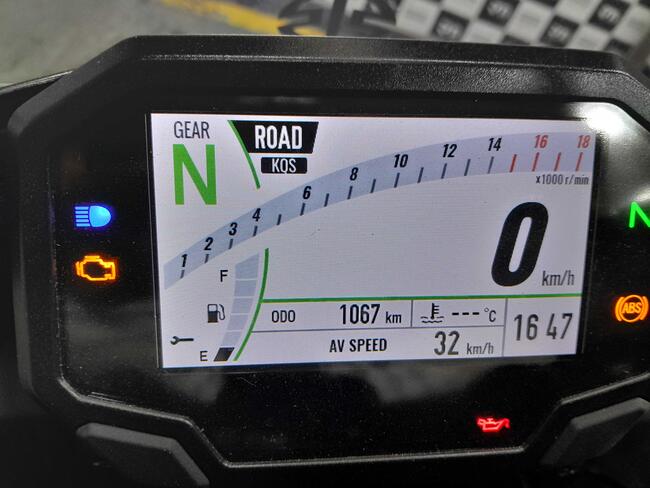 GEAR
N
ROAD
KQS
1 2 3 4 6 8 10 12 14 16 18
x1000 r/min
0 km/h
N
F
E
ODO 1067 km
---°C
AV SPEED 32 km/h
16 47
ABS